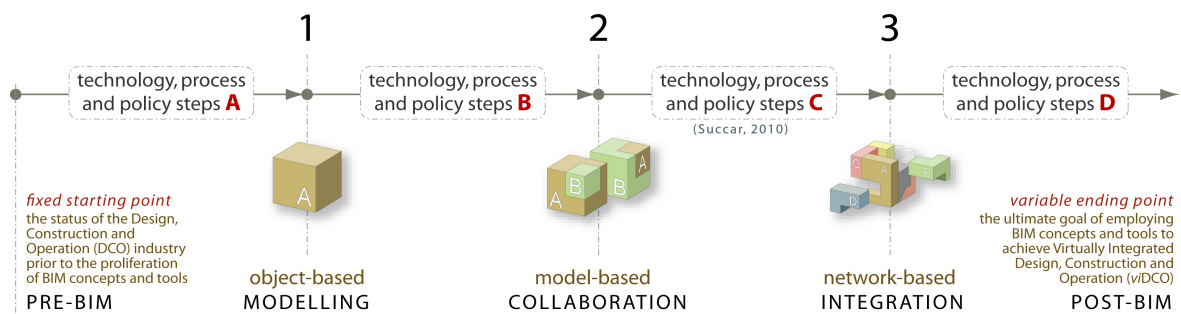 1
2
3
technology, process
and policy steps A
technology, process
and policy steps B
technology, process
and policy steps C
(Succar, 2010)
technology, process
and policy steps D
A
A
B
B
A
C
A
D
fixed starting point
the status of the Design,
Construction and
Operation (DCO) industry
prior to the proliferation
of BIM concepts and tools
PRE-BIM
object-based
MODELLING
model-based
COLLABORATION
network-based
INTEGRATION
variable ending point
the ultimate goal of employing
BIM concepts and tools to
achieve Virtually Integrated
Design, Construction and
Operation (viDCO)
POST-BIM